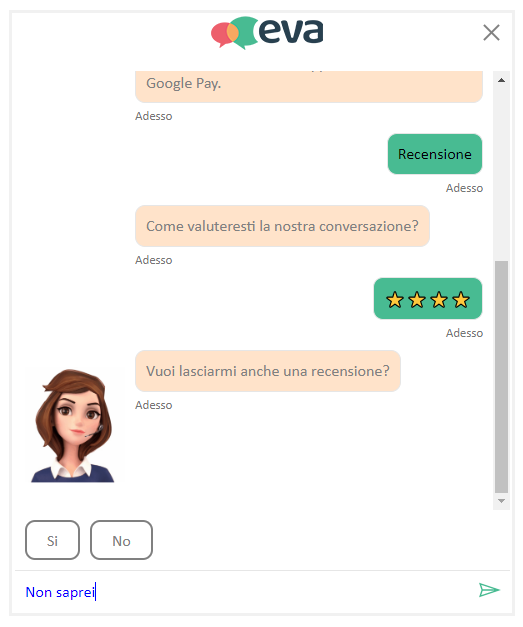 eva
Google Pay.
Adesso
Recensione
Adesso
Come valuteresti la nostra conversazione?
Adesso
Adesso
Vuoi lasciarmi anche una recensione?
Adesso
Si
No
Non saprei